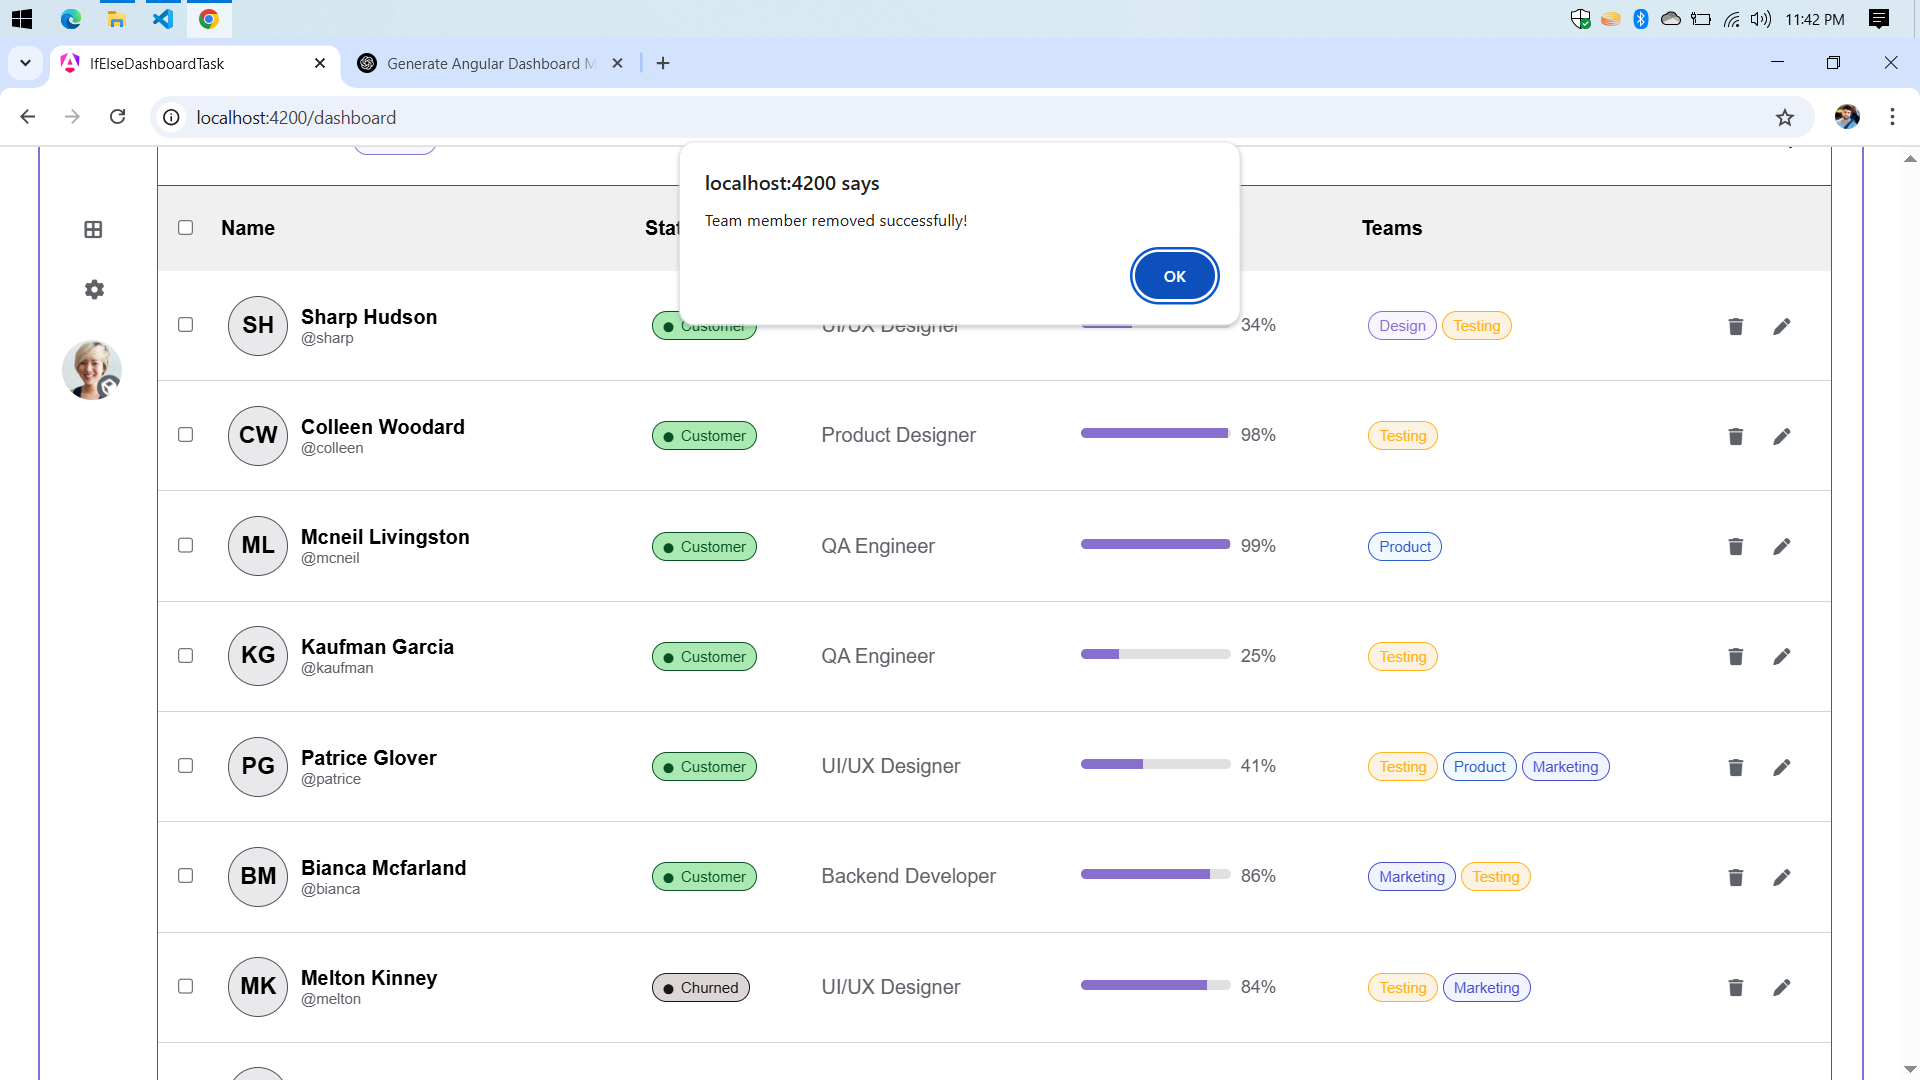 11:42 PM
IfElseDashboardTask
Generate Angular Dashboard M
localhost:4200/dashboard
localhost:4200 says
Team member removed successfully!
OK
Name
Stat
Teams
SH
Sharp Hudson
@sharp
Customer
UI/UX Designer
34%
Design
Testing
CW
Colleen Woodard
@colleen
Customer
Product Designer
98%
Testing
ML
Mcneil Livingston
@mcneil
Customer
QA Engineer
99%
Product
KG
Kaufman Garcia
@kaufman
Customer
QA Engineer
25%
Testing
PG
Patrice Glover
@patrice
Customer
UI/UX Designer
41%
Testing
Product
Marketing
BM
Bianca Mcfarland
@bianca
Customer
Backend Developer
86%
Marketing
Testing
MK
Melton Kinney
@melton
Churned
UI/UX Designer
84%
Testing
Marketing